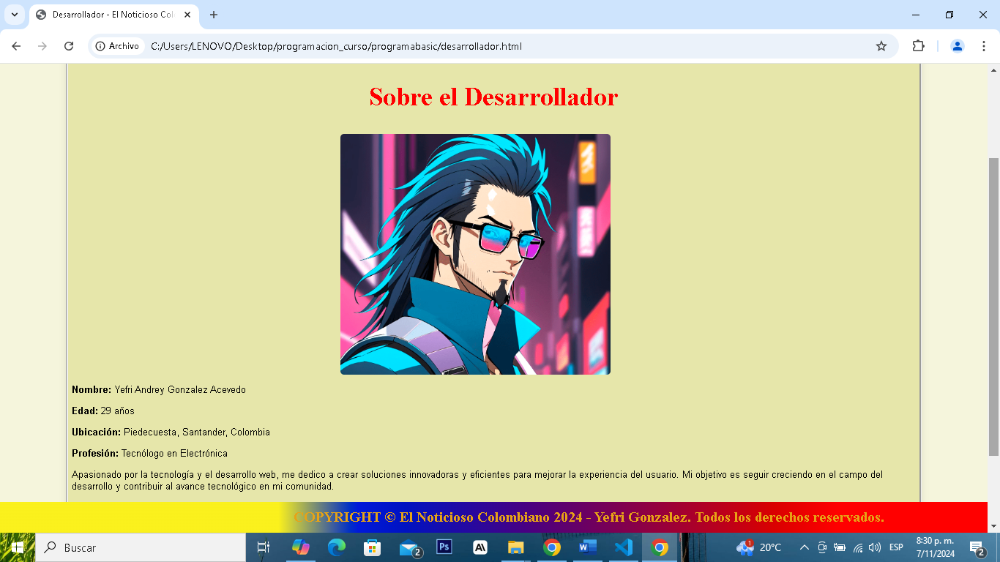 Desarrollador - El Noticioso Col
Archivo
C:/Users/LENOVO/Desktop/programacion_curso/programabasic/desarrollador.html
Sobre el Desarrollador
Nombre: Yefri Andrey Gonzalez Acevedo
Edad: 29 años
Ubicación: Piedecuesta, Santander, Colombia
Profesión: Tecnólogo en Electrónica
Apasionado por la tecnología y el desarrollo web, me dedico a crear soluciones innovadoras y eficientes para mejorar la experiencia del usuario. Mi objetivo es seguir creciendo en el campo del
desarrollo y contribuir al avance tecnológico en mi comunidad.
COPYRIGHT © El Noticioso Colombiano 2024 - Yefri Gonzalez. Todos los derechos reservados.
Buscar
2
Ps
A\
W
1
20°C
ESP
8:30 p. m.
7/11/2024
2